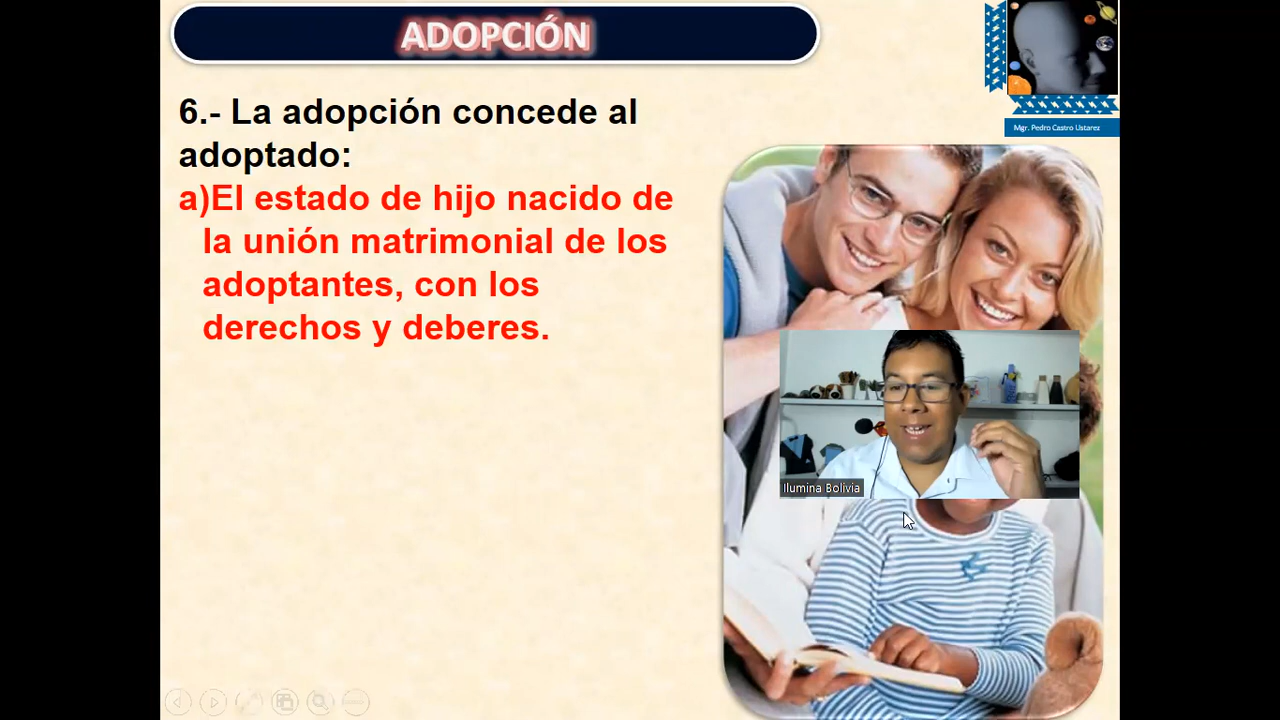 ADOPCIÓN
Mgr. Pedro Castro Ustarez
6.- La adopción concede al
adoptado:
a)El estado de hijo nacido de
la unión matrimonial de los
adoptantes, con los
derechos y deberes.
Ilumina Bolivia